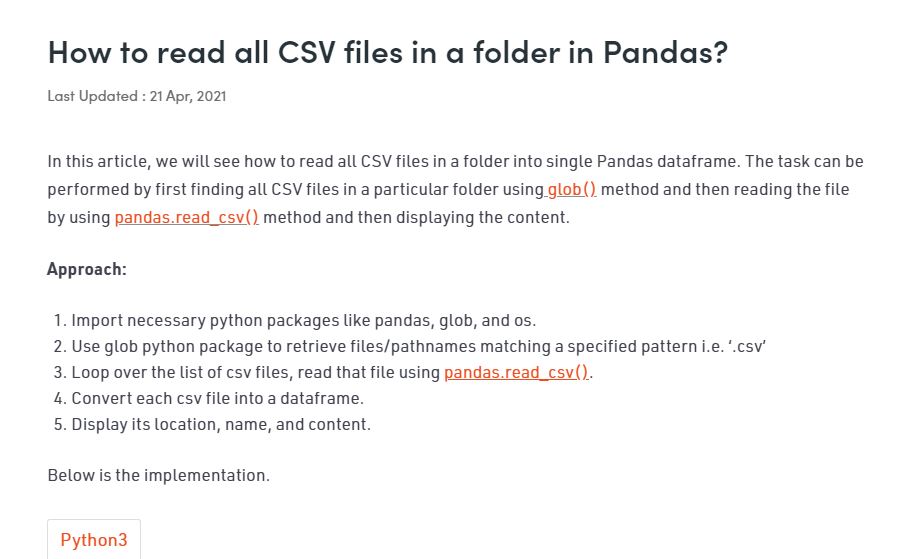 How to read all CSV files in a folder in Pandas?
Last Updated : 21 Apr, 2021
In this article, we will see how to read all CSV files in a folder into single Pandas dataframe. The task can be
performed by first finding all CSV files in a particular folder using glob() method and then reading the file
by using pandas.read_csv() method and then displaying the content.
Approach:
1. Import necessary python packages like pandas, glob, and os.
2. Use glob python package to retrieve files/pathnames matching a specified pattern i.e. ‘.csv’
3. Loop over the list of csv files, read that file using pandas.read_csv().
4. Convert each csv file into a dataframe.
5. Display its location, name, and content.
Below is the implementation.
Python3